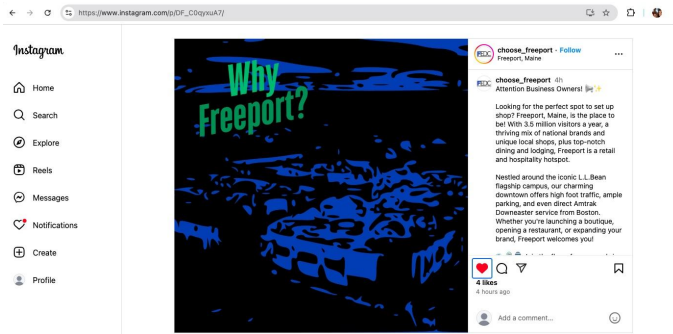 https://www.instagram.com/p/DF_C0qyxuA7/
Instagram
Home
Search
Explore
Reels
Messages
Notifications
Create
Profile
Why
Freeport?
choose_freeport • Follow
Freeport, Maine
choose_freeport 4h
Attention Business Owners!
Looking for the perfect spot to set up
shop? Freeport, Maine, is the place to
be! With 3.5 million visitors a year, a
thriving mix of national brands and
unique local shops, plus top-notch
dining and lodging, Freeport is a retail
and hospitality hotspot.
Nestled around the iconic L.L.Bean
flagship campus, our charming
downtown offers high foot traffic, ample
parking, and even direct Amtrak
Downeaster service from Boston.
Whether you're launching a boutique,
opening a restaurant, or expanding your
brand, Freeport welcomes you!
4 likes
4 hours ago
Add a comment...